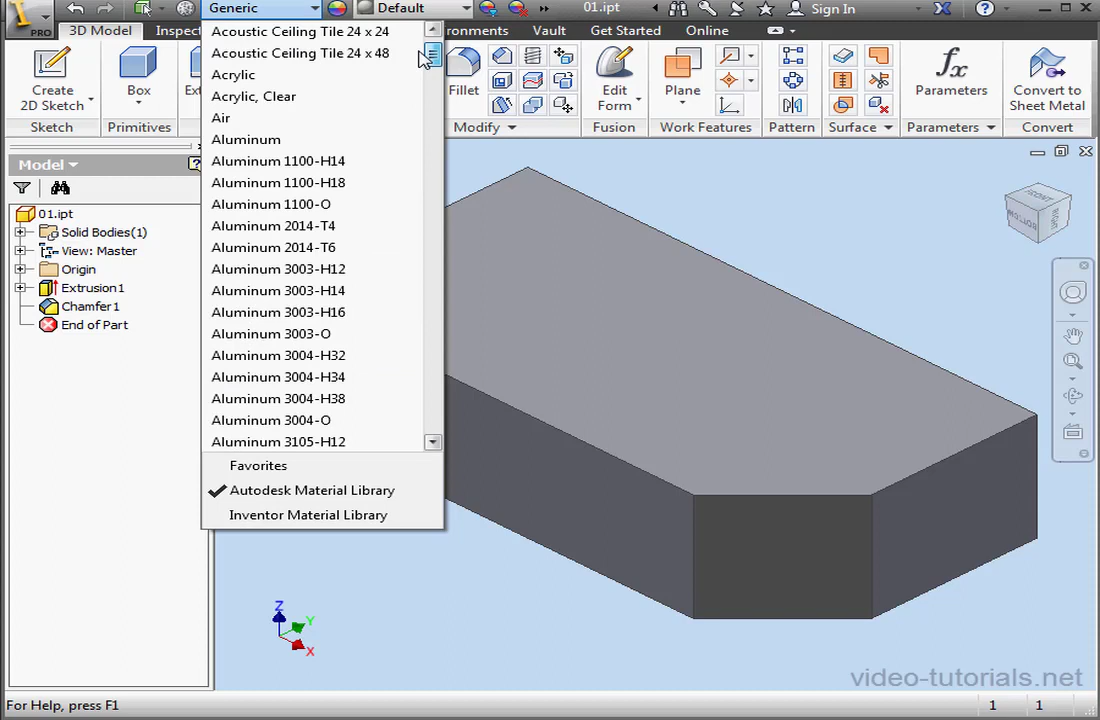 Generic
Default
01.ipt
Sign In
PRO
3D Model
Inspect
ronments
Vault
Get Started
Online
Create
2D Sketch
Box
Ext
Fillet
Edit
Form
Plane
fx
Parameters
Convert to
Sheet Metal
Sketch
Primitives
Modify
Fusion
Work Features
Pattern
Surface
Parameters
Convert
Acoustic Ceiling Tile 24 x 24
Acoustic Ceiling Tile 24 x 48
Acrylic
Acrylic, Clear
Air
Aluminum
Aluminum 1100-H14
Aluminum 1100-H18
Aluminum 1100-O
Aluminum 2014-T4
Aluminum 2014-T6
Aluminum 3003-H12
Aluminum 3003-H14
Aluminum 3003-H16
Aluminum 3003-O
Aluminum 3004-H32
Aluminum 3004-H34
Aluminum 3004-H38
Aluminum 3004-O
Aluminum 3105-H12
Favorites
Autodesk Material Library
Inventor Material Library
Model
01.ipt
Solid Bodies(1)
View: Master
Origin
Extrusion1
Chamfer1
End of Part
FRONT
RIGHT
BOTTOM
Z
Y
X
video-tutorials.net
For Help, press F1
1
1